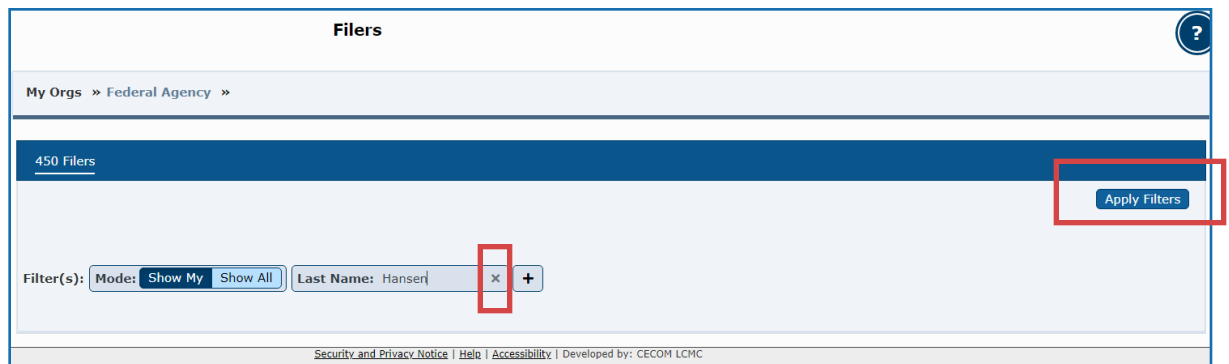 Filers
?
My Orgs » Federal Agency »
450 Filers
Apply Filters
Filter(s): Mode: Show My Show All Last Name: Hansen × +
Security and Privacy Notice | Help | Accessibility | Developed by: CECOM LCMC